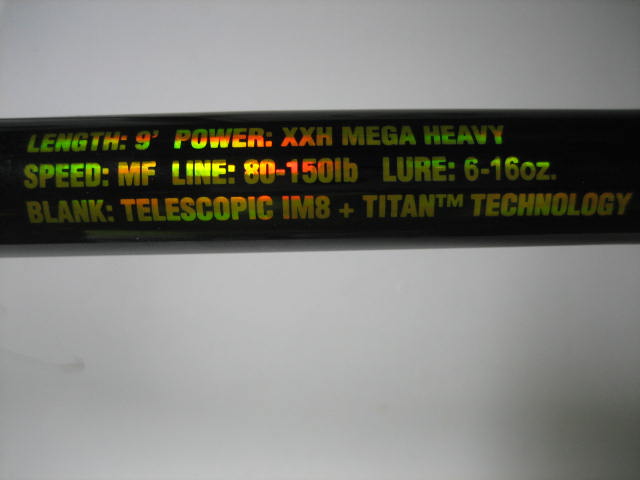 LENGTH: 9' POWER: XXH MEGA HEAVY
SPEED: MF LINE: 80-150lb LURE: 6-16oz.
BLANK: TELESCOPIC IM8 + TITAN™ TECHNOLOGY